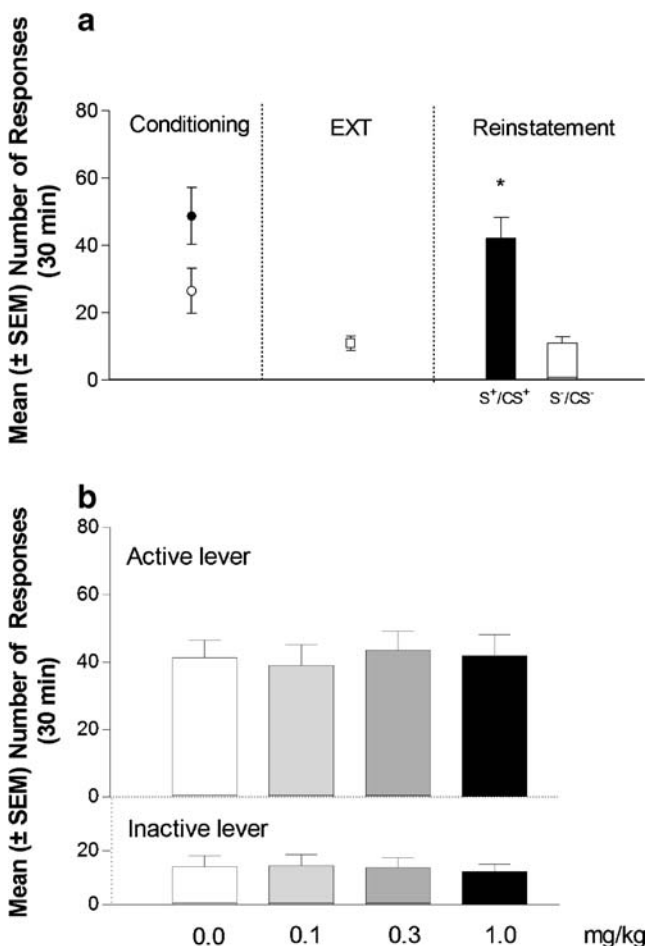 a
Mean (± SEM) Number of Responses
(30 min)
80
60
40
20
0
Conditioning
EXT
Reinstatement
*
S⁺/CS⁺
S⁻/CS⁻
b
Mean (± SEM) Number of Responses
(30 min)
80
60
40
20
0
Active lever
20
0
Inactive lever
0.0 0.1 0.3 1.0 mg/kg